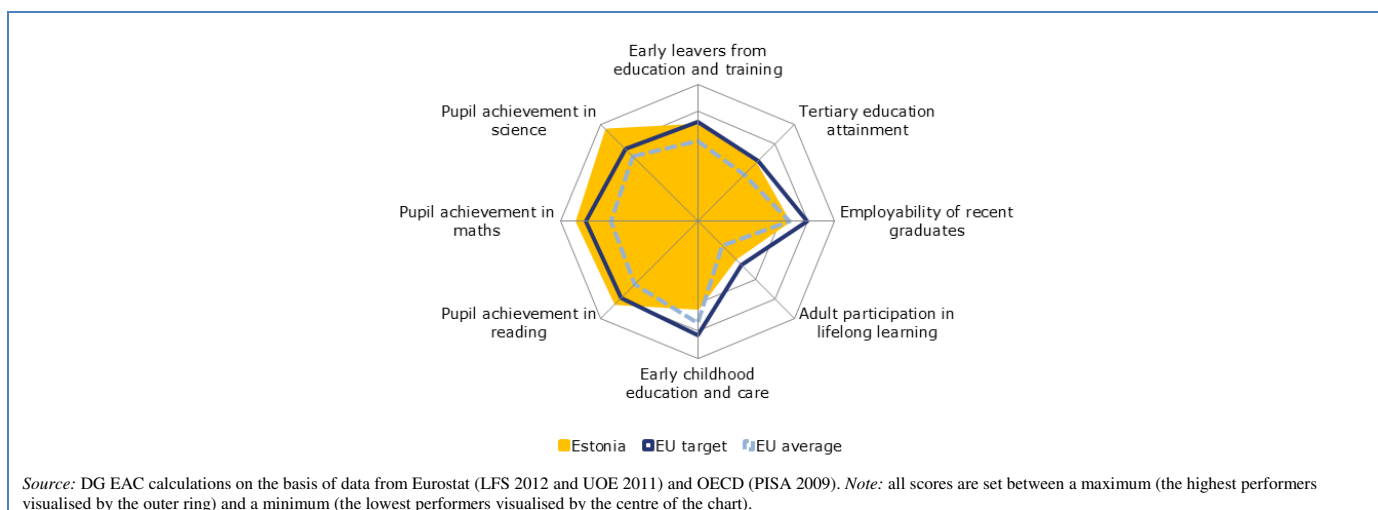 Early leavers from
education and training
Pupil achievement in
science
Tertiary education
attainment
Pupil achievement in
maths
Employability of recent
graduates
Pupil achievement in
reading
Adult participation in
lifelong learning
Early childhood
education and care
Estonia EU target EU average
Source: DG EAC calculations on the basis of data from Eurostat (LFS 2012 and UOE 2011) and OECD (PISA 2009). Note: all scores are set between a maximum (the highest performers
visualised by the outer ring) and a minimum (the lowest performers visualised by the centre of the chart).